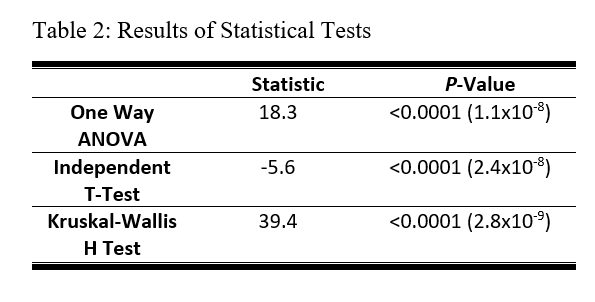 Table 2: Results of Statistical Tests
Statistic P-Value
One Way 18.3 <0.0001 (1.1x10⁻⁸)
ANOVA
Independent -5.6 <0.0001 (2.4x10⁻⁸)
T-Test
Kruskal-Wallis 39.4 <0.0001 (2.8x10⁻⁹)
H Test